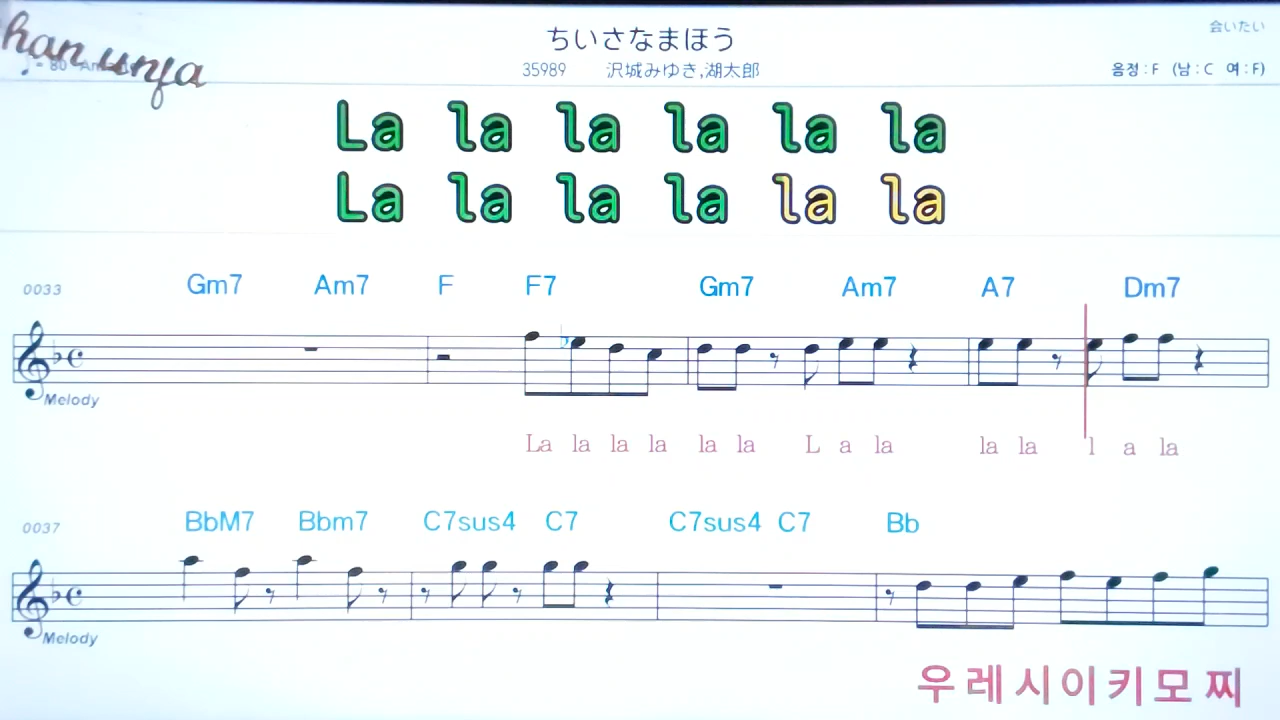 han unja
ちいさなまほう
会いたい
♩= 80
35989 沢城みゆき,湖太郎
음정 : F (남 : C 여 : F)
La la la la la la
La la la la la la
0033 Gm7 Am7 F F7 Gm7 Am7 A7 Dm7
Melody
La la la la la la L a la la la l a la
0037 BbM7 Bbm7 C7sus4 C7 C7sus4 C7 Bb
Melody
우레시이키모찌